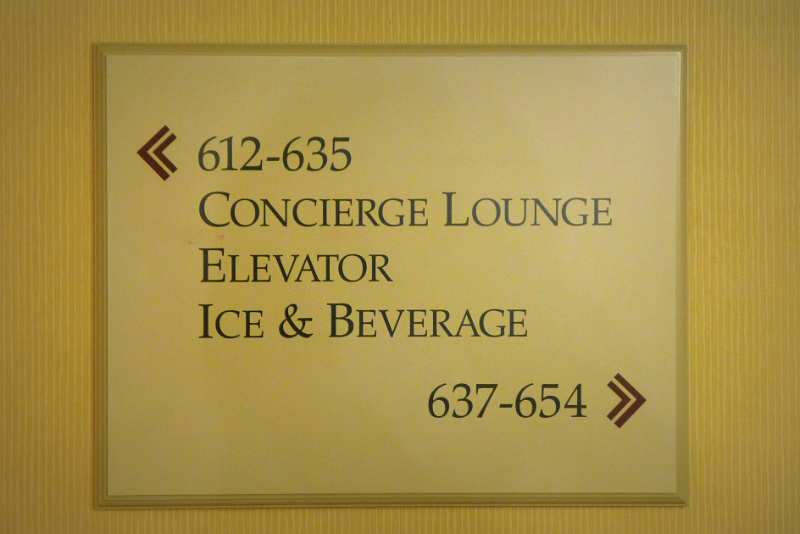 612-635
CONCIERGE LOUNGE
ELEVATOR
ICE & BEVERAGE
637-654